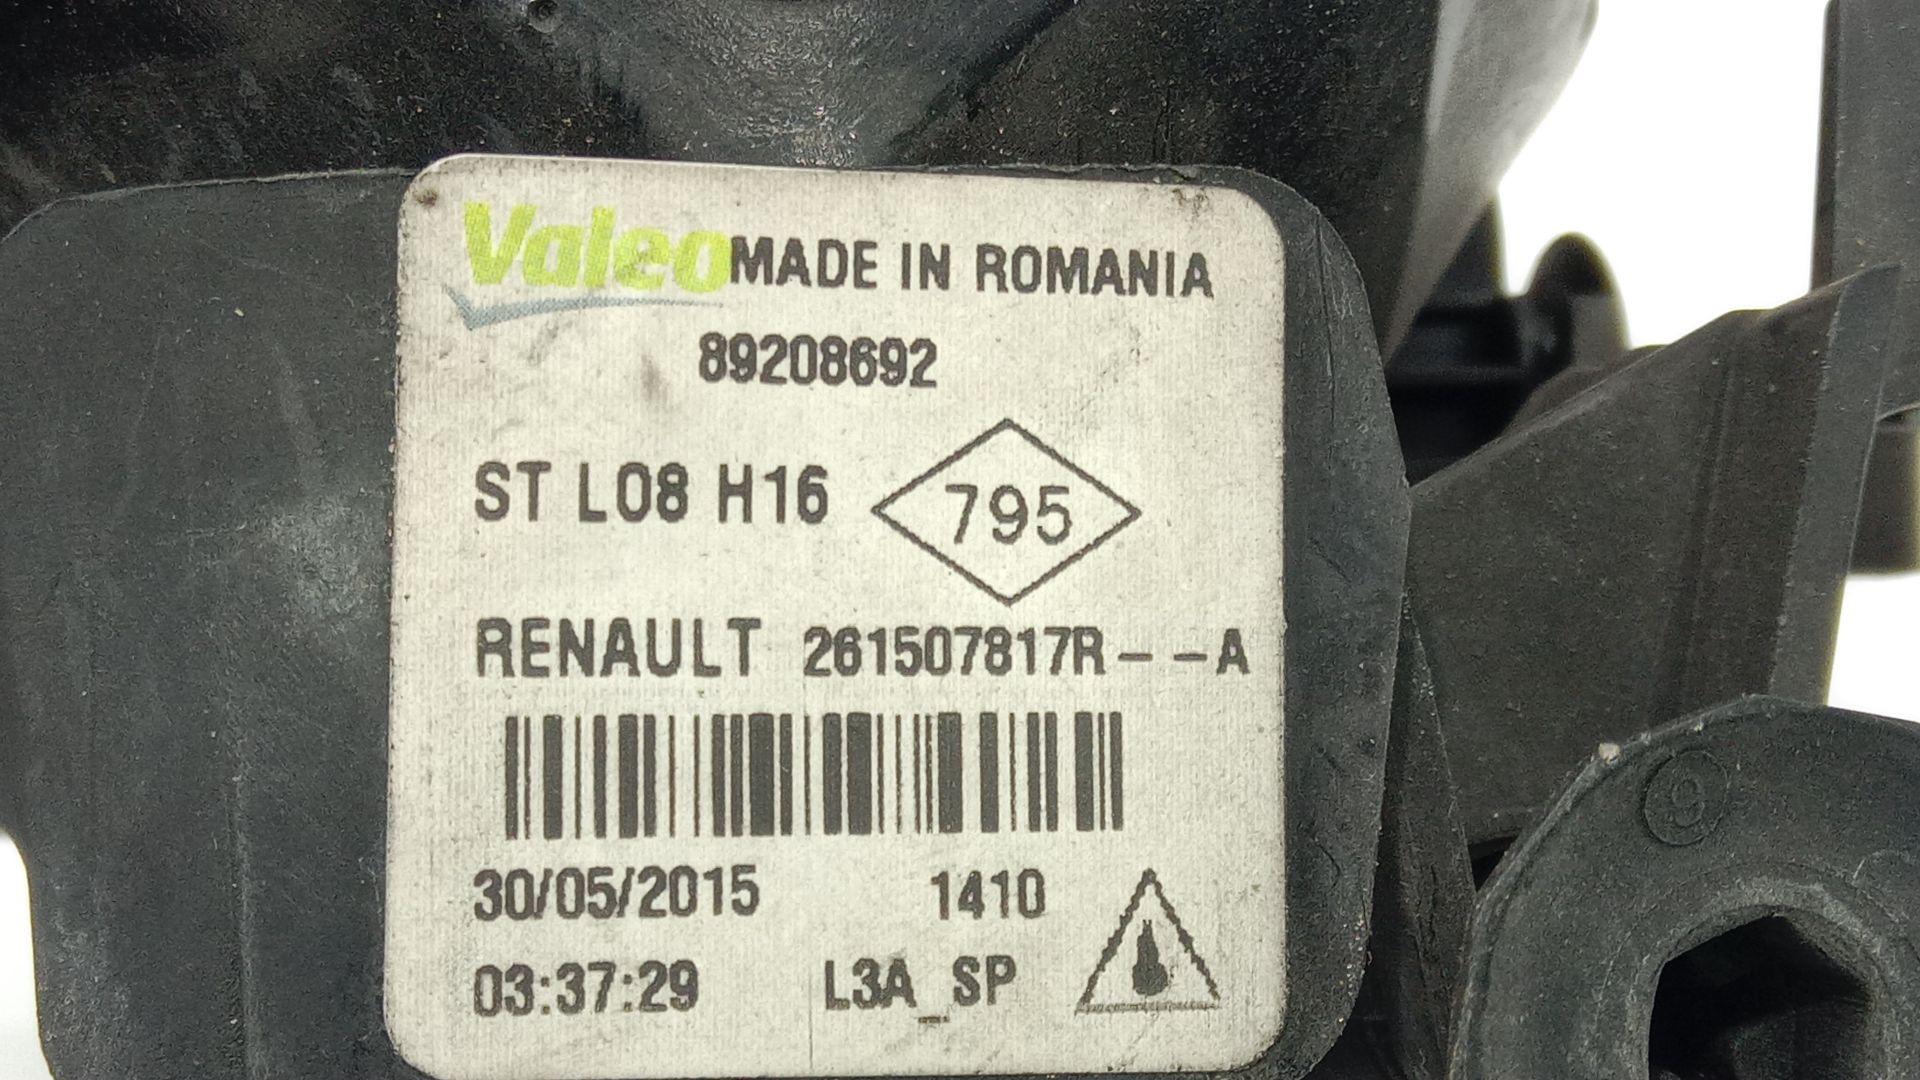 Valeo MADE IN ROMANIA
89208692
ST L08 H16 795
RENAULT 261507817R--A
30/05/2015 1410
03:37:29 L3A_SP
9